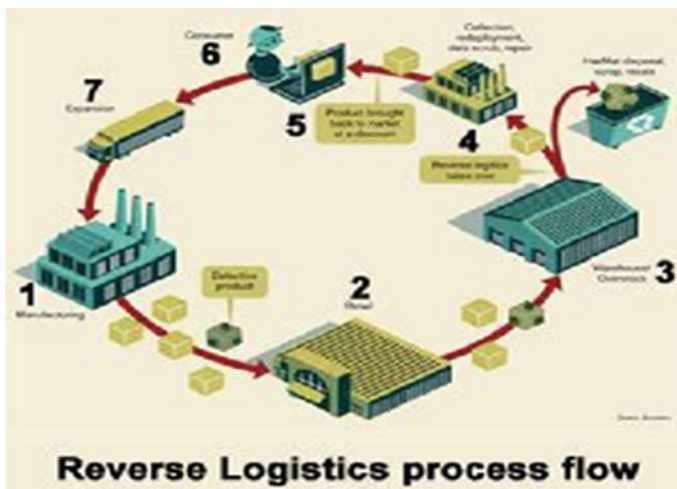 Consumer
6
Collection,
redeployment,
data scrub, repair
HazMat disposal,
scrap, resale
7
Expansion
5
Product brought
back to market
at a discount
4
Reverse logistics
takes over
1
Manufacturing
Defective
product
2
Retail
Warehouse/
Overstock
3
Reverse Logistics process flow